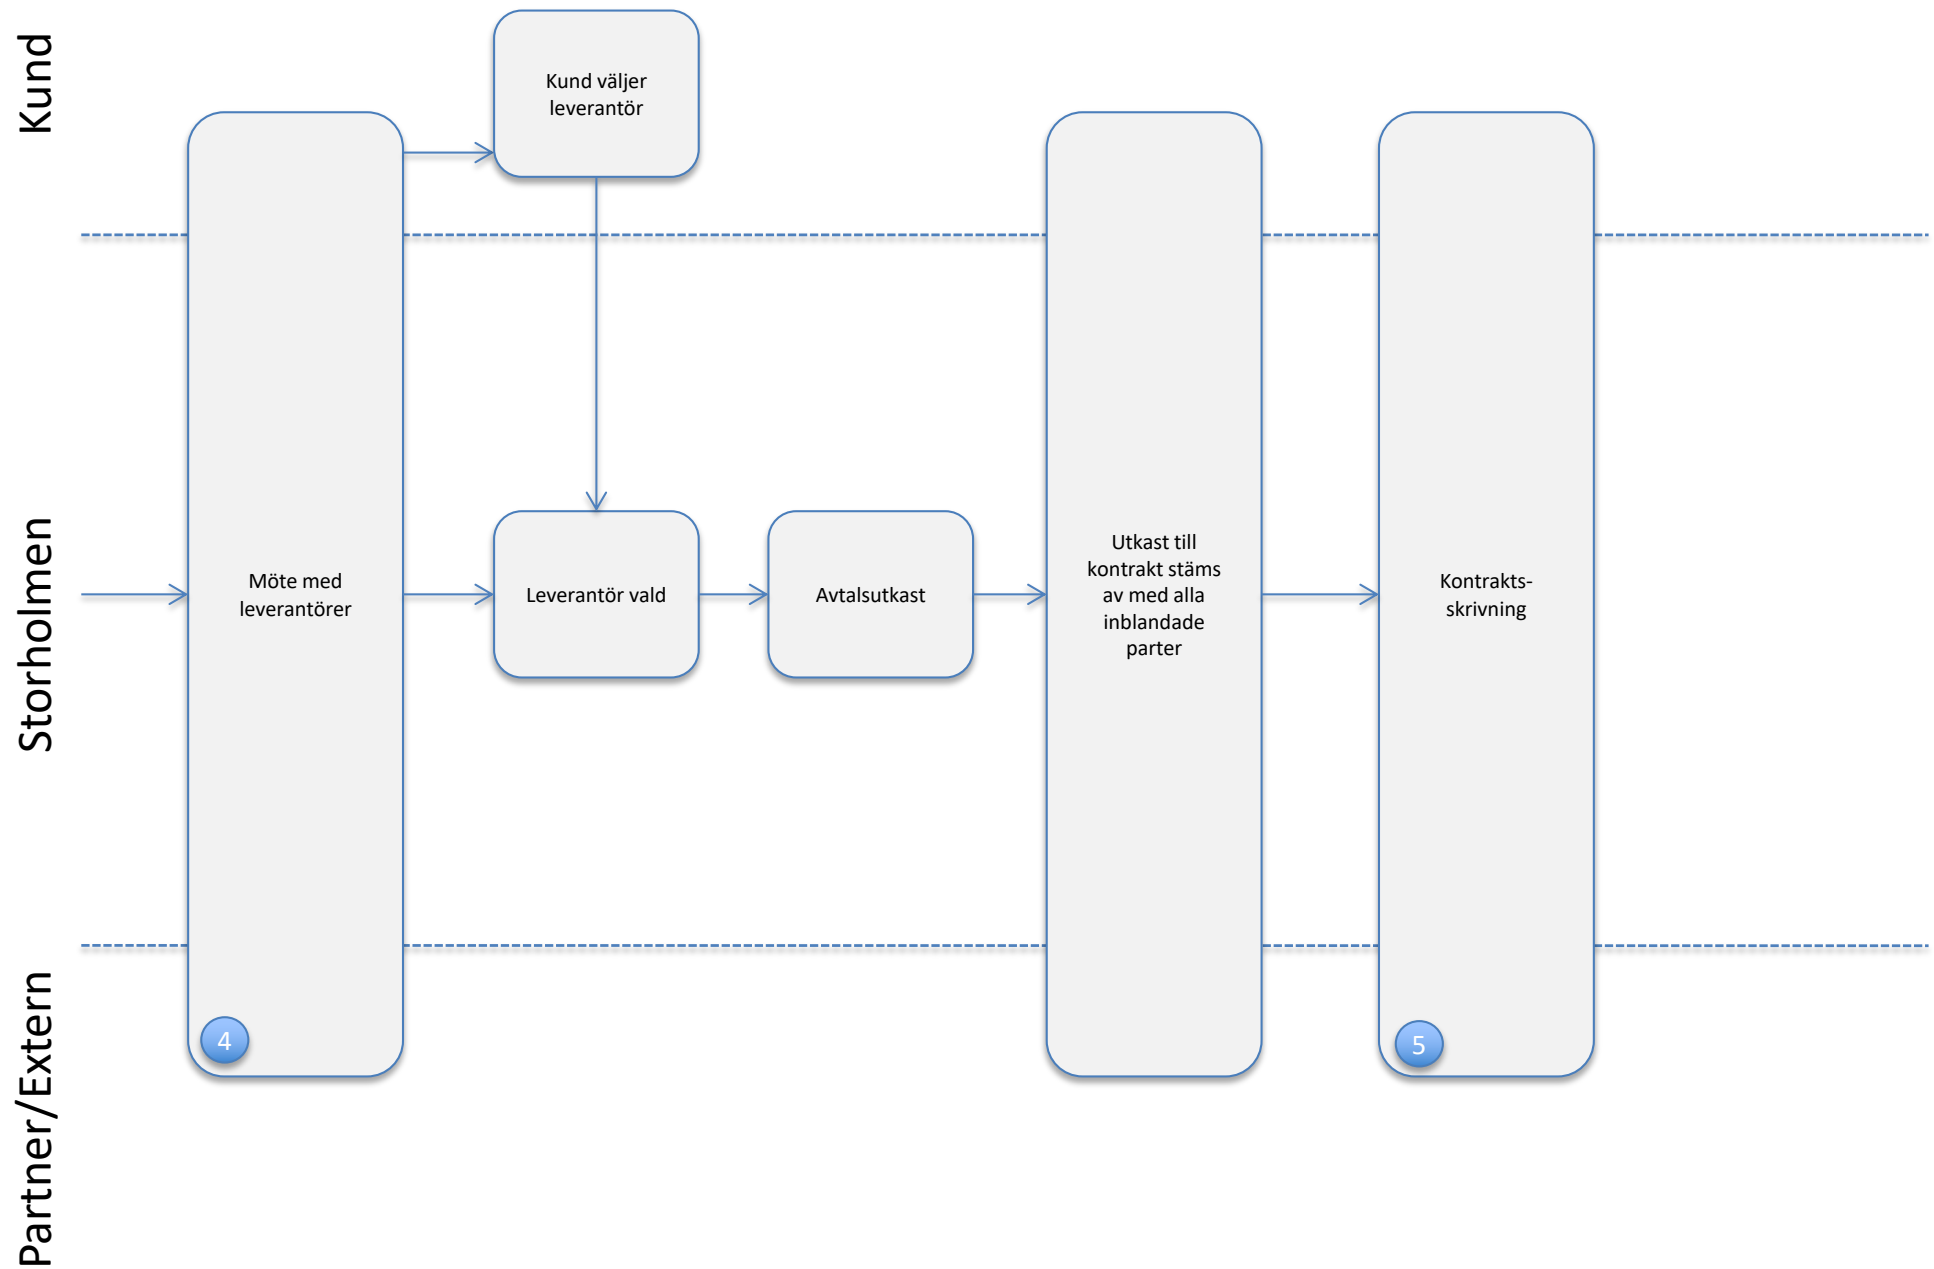 Kund
Kund väljer
leverantör
Storholmen
Möte med
leverantörer
Leverantör vald
Avtalsutkast
Utkast till
kontrakt stäms
av med alla
inblandade
parter
Kontrakts-
skrivning
Partner/Extern
4
5